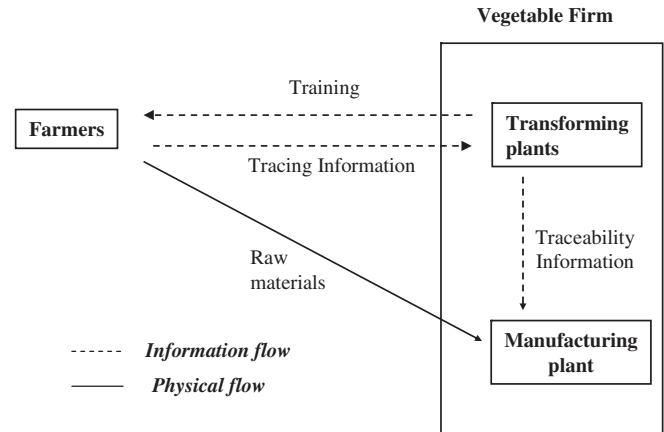 Vegetable Firm
Training
Farmers
Transforming
plants
Tracing Information
Traceability
Information
Raw
materials
Manufacturing
plant
Information flow
Physical flow